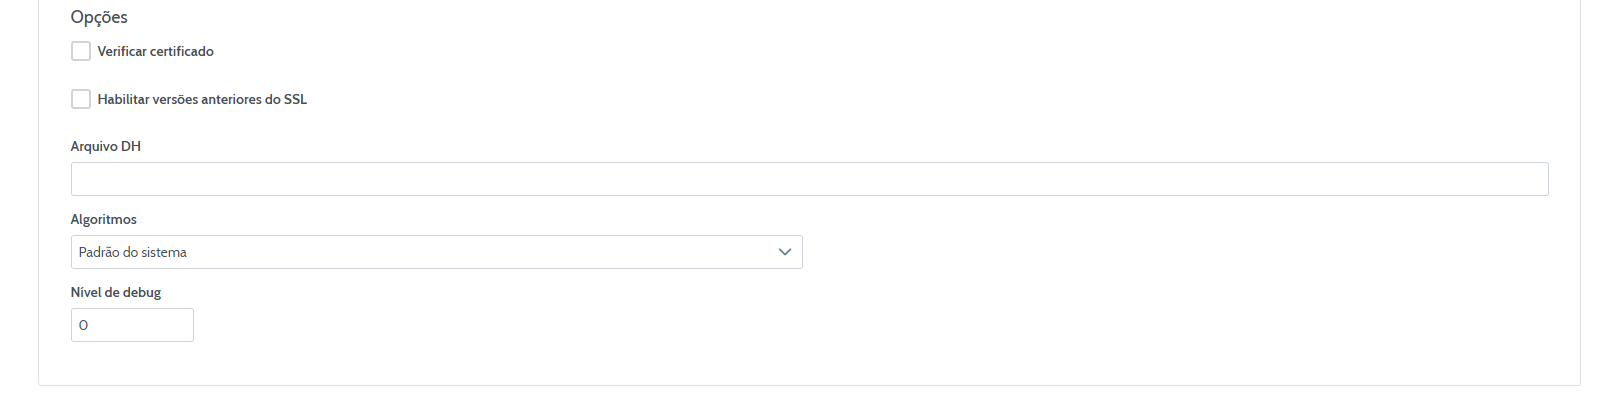 Opções
Verificar certificado
Habilitar versões anteriores do SSL
Arquivo DH
Algoritmos
Padrão do sistema
Nível de debug
0